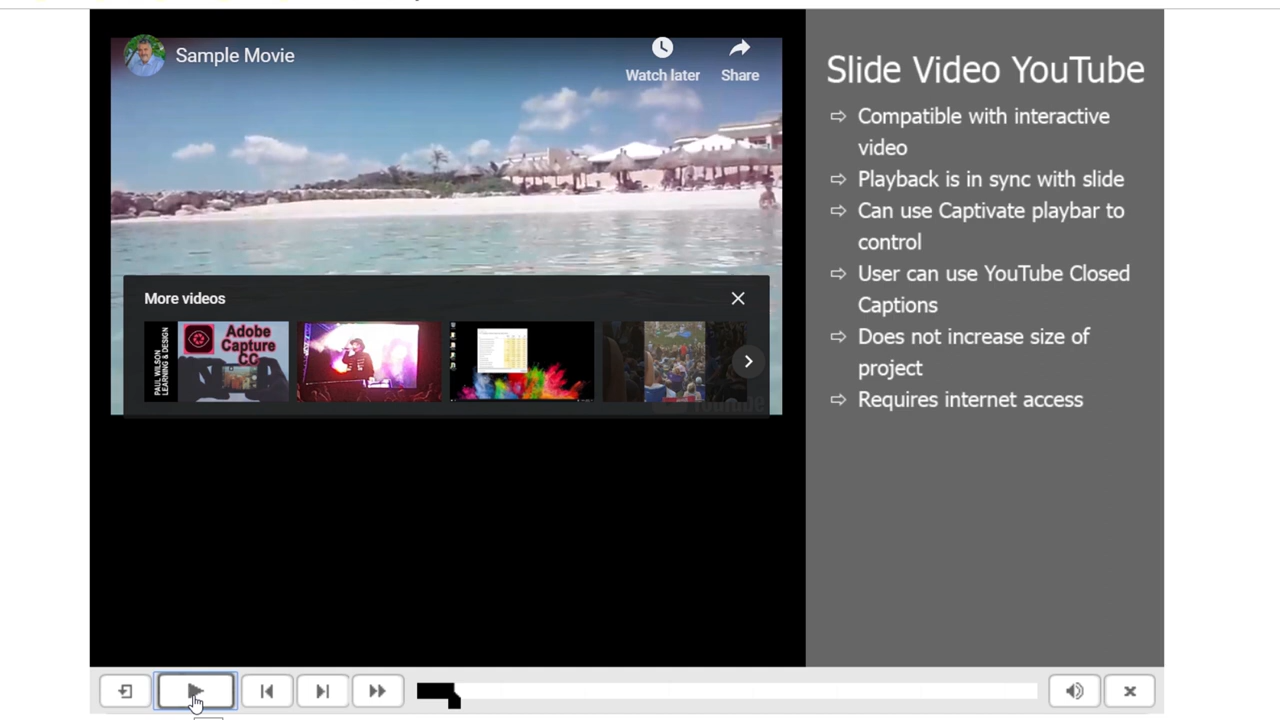 Sample Movie
Watch later
Share
More videos
PAUL WILSON
LEARNING & DESIGN
Adobe
Capture
CC
YouTube
Slide Video YouTube
Compatible with interactive
video
Playback is in sync with slide
Can use Captivate playbar to
control
User can use YouTube Closed
Captions
Does not increase size of
project
Requires internet access